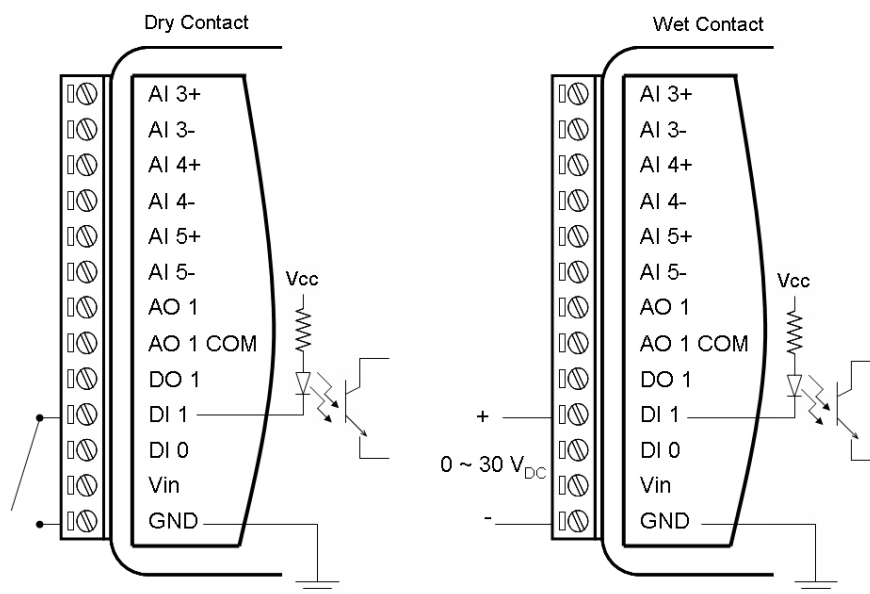 Dry Contact
AI 3+
AI 3-
AI 4+
AI 4-
AI 5+
AI 5-
Vcc
AO 1
AO 1 COM
DO 1
DI 1
DI 0
Vin
GND
Wet Contact
AI 3+
AI 3-
AI 4+
AI 4-
AI 5+
AI 5-
Vcc
AO 1
AO 1 COM
DO 1
+
DI 1
DI 0
0 ~ 30 VDC
Vin
-
GND